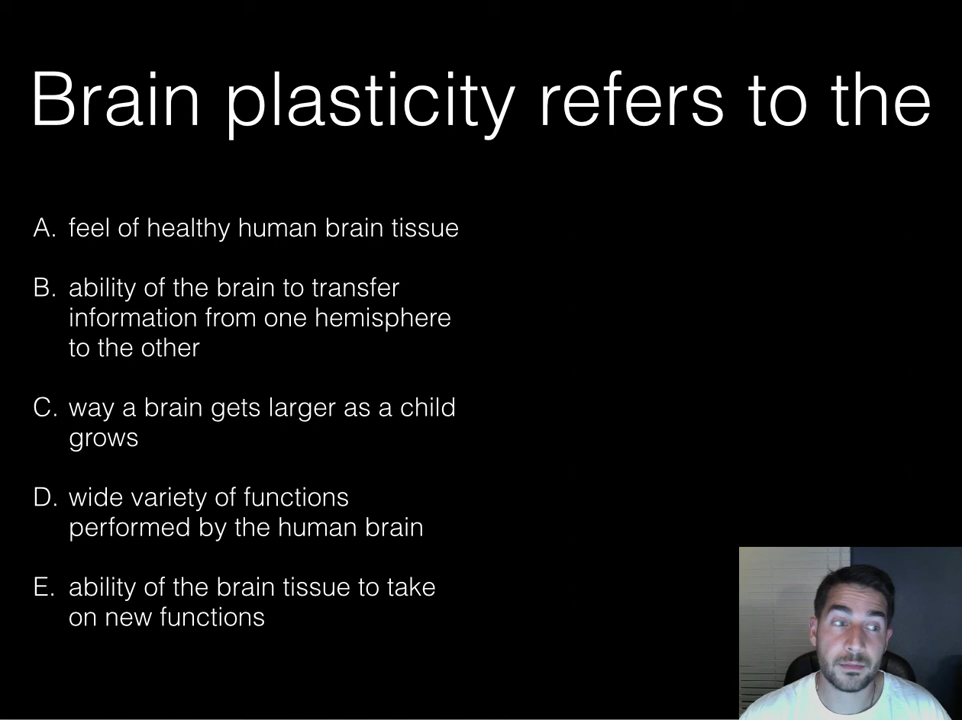 Brain plasticity refers to the
A. feel of healthy human brain tissue
B. ability of the brain to transfer
information from one hemisphere
to the other
C. way a brain gets larger as a child
grows
D. wide variety of functions
performed by the human brain
E. ability of the brain tissue to take
on new functions